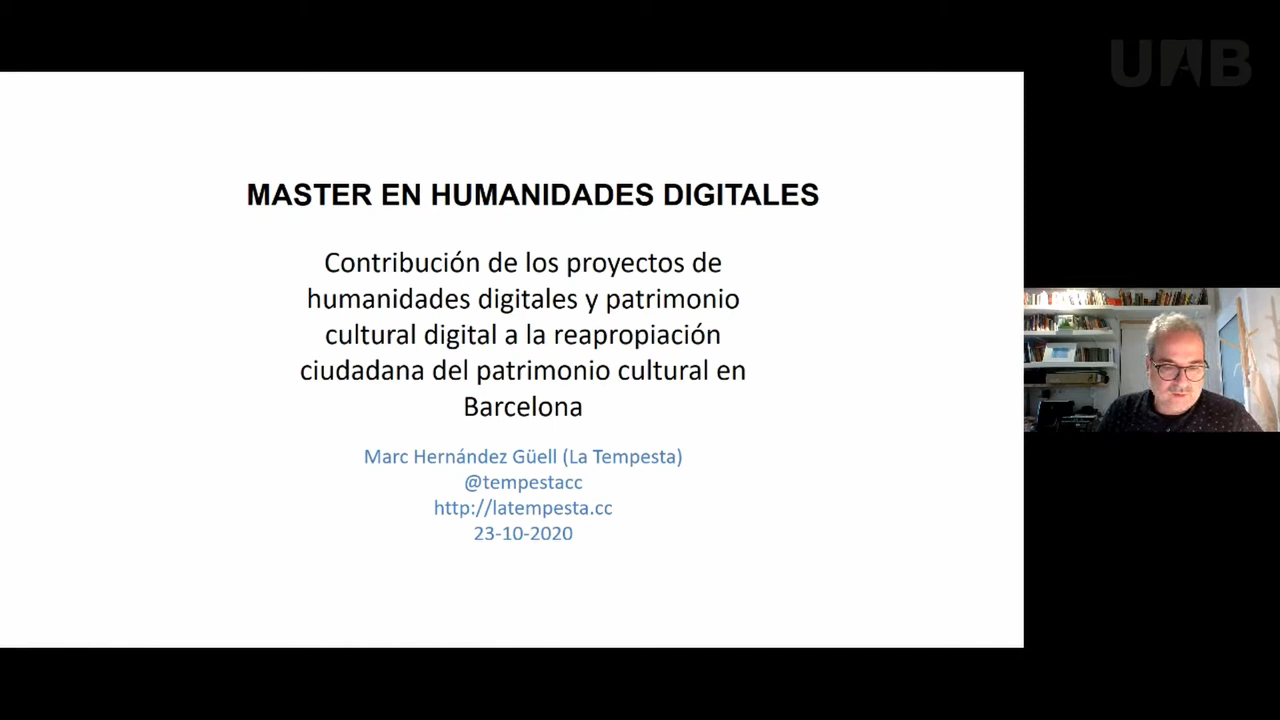 UAB
MASTER EN HUMANIDADES DIGITALES
Contribución de los proyectos de
humanidades digitales y patrimonio
cultural digital a la reapropiación
ciudadana del patrimonio cultural en
Barcelona
Marc Hernández Güell (La Tempesta)
@tempestacc
http://latempesta.cc
23-10-2020